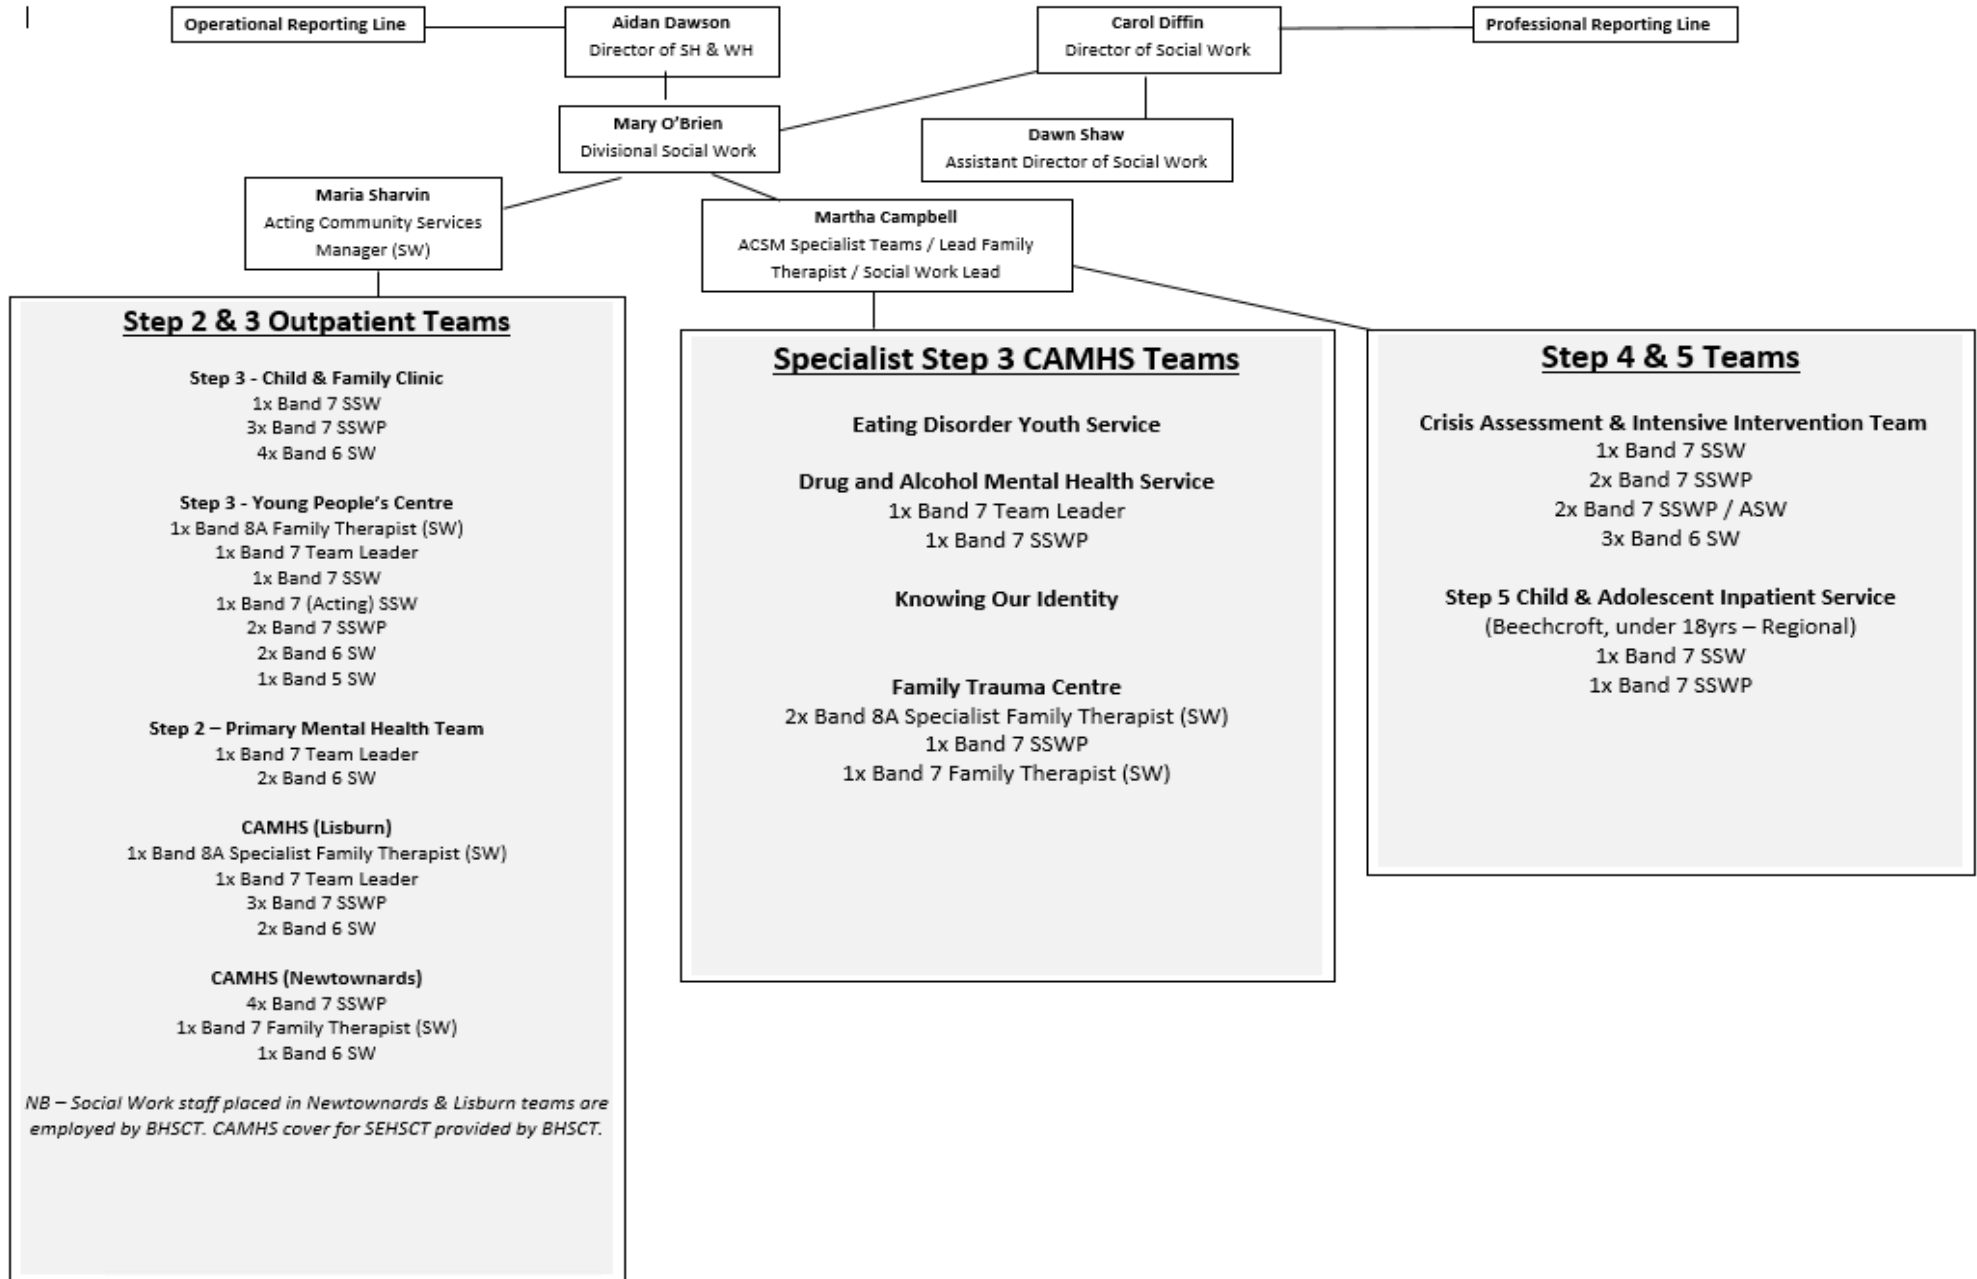 Operational Reporting Line
Aidan Dawson
Director of SH & WH
Carol Diffin
Director of Social Work
Professional Reporting Line
Mary O’Brien
Divisional Social Work
Dawn Shaw
Assistant Director of Social Work
Maria Sharvin
Acting Community Services
Manager (SW)
Martha Campbell
ACSM Specialist Teams / Lead Family
Therapist / Social Work Lead
Step 2 & 3 Outpatient Teams
Step 3 - Child & Family Clinic
1x Band 7 SSW
3x Band 7 SSWP
4x Band 6 SW
Step 3 - Young People’s Centre
1x Band 8A Family Therapist (SW)
1x Band 7 Team Leader
1x Band 7 SSW
1x Band 7 (Acting) SSW
2x Band 7 SSWP
2x Band 6 SW
1x Band 5 SW
Step 2 – Primary Mental Health Team
1x Band 7 Team Leader
2x Band 6 SW
CAMHS (Lisburn)
1x Band 8A Specialist Family Therapist (SW)
1x Band 7 Team Leader
3x Band 7 SSWP
2x Band 6 SW
CAMHS (Newtownards)
4x Band 7 SSWP
1x Band 7 Family Therapist (SW)
1x Band 6 SW
NB – Social Work staff placed in Newtownards & Lisburn teams are
employed by BHSCT. CAMHS cover for SEHSCT provided by BHSCT.
Specialist Step 3 CAMHS Teams
Eating Disorder Youth Service
Drug and Alcohol Mental Health Service
1x Band 7 Team Leader
1x Band 7 SSWP
Knowing Our Identity
Family Trauma Centre
2x Band 8A Specialist Family Therapist (SW)
1x Band 7 SSWP
1x Band 7 Family Therapist (SW)
Step 4 & 5 Teams
Crisis Assessment & Intensive Intervention Team
1x Band 7 SSW
2x Band 7 SSWP
2x Band 7 SSWP / ASW
3x Band 6 SW
Step 5 Child & Adolescent Inpatient Service
(Beechcroft, under 18yrs – Regional)
1x Band 7 SSW
1x Band 7 SSWP